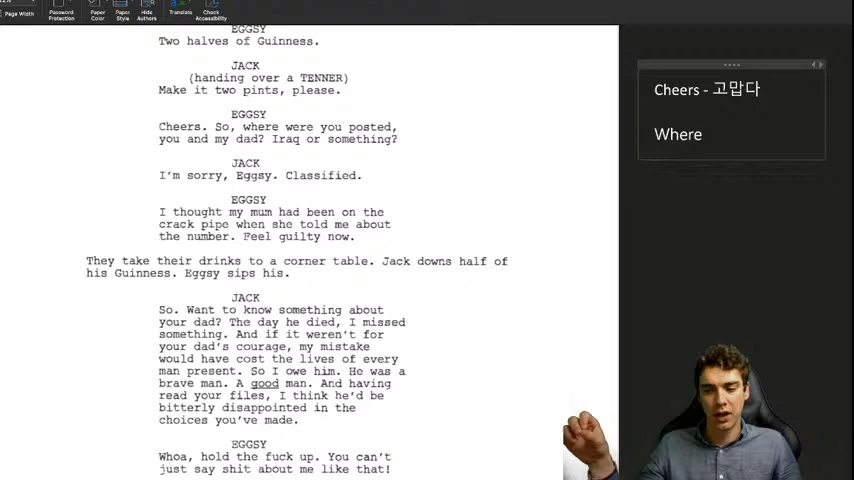 Page Width
Password
Protection
Paper
Color
Paper
Style
Hide
Authors
Translate
Check
Accessibility
EGGSY
Two halves of Guinness.
JACK
(handing over a TENNER)
Make it two pints, please.
EGGSY
Cheers. So, where were you posted,
you and my dad? Iraq or something?
JACK
I'm sorry, Eggsy. Classified.
EGGSY
I thought my mum had been on the
crack pipe when she told me about
the number. Feel guilty now.
They take their drinks to a corner table. Jack downs half of
his Guinness. Eggsy sips his.
JACK
So. Want to know something about
your dad? The day he died, I missed
something. And if it weren't for
your dad's courage, my mistake
would have cost the lives of every
man present. So I owe him. He was a
brave man. A good man. And having
read your files, I think he'd be
bitterly disappointed in the
choices you've made.
EGGSY
Whoa, hold the fuck up. You can't
just say shit about me like that!
Cheers - 고맙다
Where